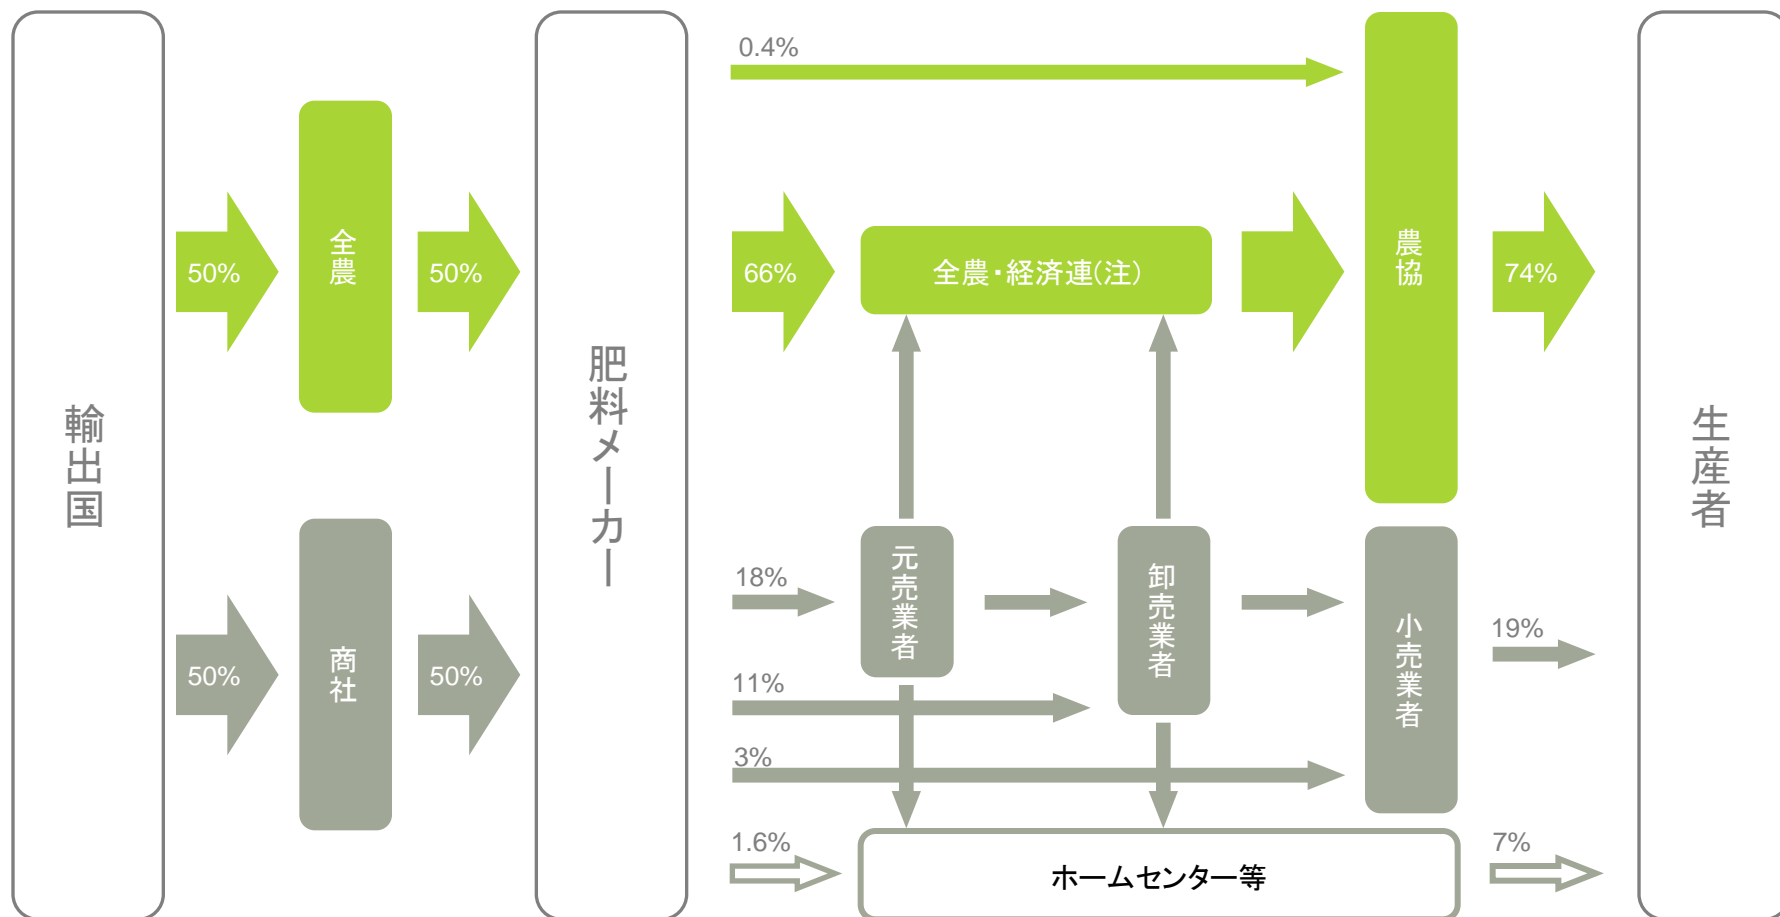 輸出国
50%
50%
全農
商社
50%
50%
肥料メーカー
0.4%
66%
18%
11%
3%
1.6%
全農・経済連(注)
元売業者
卸売業者
ホームセンター等
農協
小売業者
74%
19%
7%
生産者